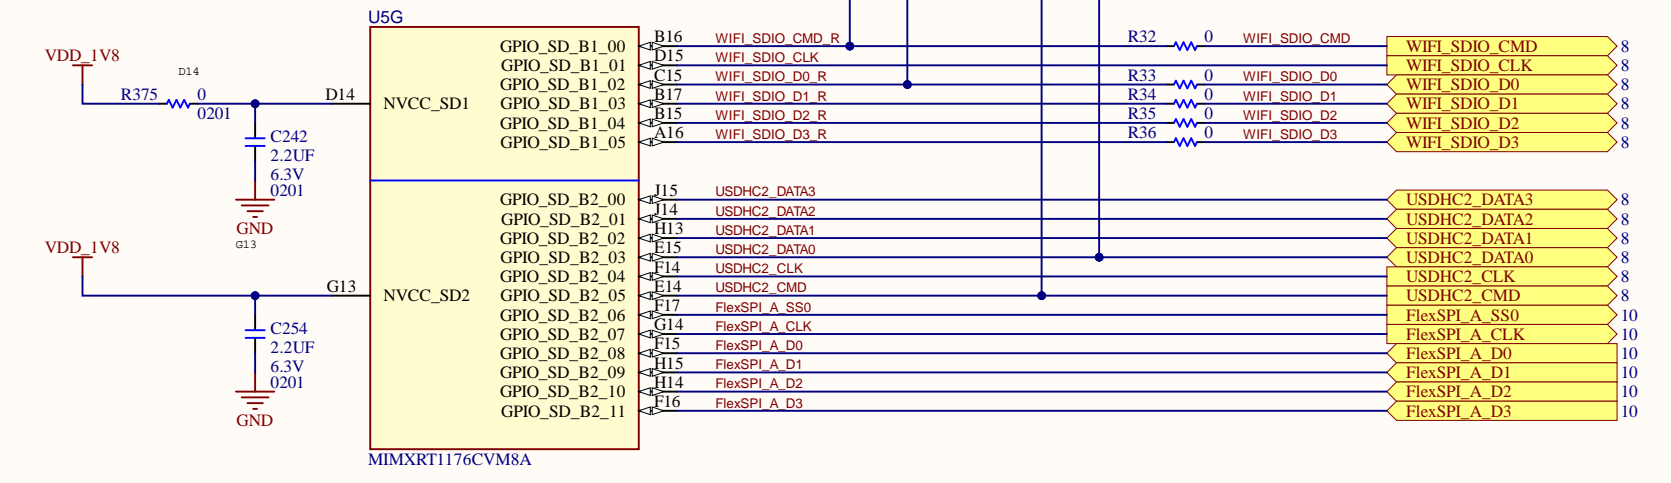 U5G
VDD_1V8
D14
R375
0
0201
D14
NVCC_SD1
C242
2.2UF
6.3V
0201
GND
GPIO_SD_B1_00 B16 WIFI_SDIO_CMD_R R32 0 WIFI_SDIO_CMD WIFI_SDIO_CMD 8
GPIO_SD_B1_01 D15 WIFI_SDIO_CLK WIFI_SDIO_CLK 8
GPIO_SD_B1_02 C15 WIFI_SDIO_D0_R R33 0 WIFI_SDIO_D0 WIFI_SDIO_D0 8
GPIO_SD_B1_03 B17 WIFI_SDIO_D1_R R34 0 WIFI_SDIO_D1 WIFI_SDIO_D1 8
GPIO_SD_B1_04 B15 WIFI_SDIO_D2_R R35 0 WIFI_SDIO_D2 WIFI_SDIO_D2 8
GPIO_SD_B1_05 A16 WIFI_SDIO_D3_R R36 0 WIFI_SDIO_D3 WIFI_SDIO_D3 8
G13
VDD_1V8
G13
NVCC_SD2
C254
2.2UF
6.3V
0201
GND
GPIO_SD_B2_00 J15 USDHC2_DATA3 USDHC2_DATA3 8
GPIO_SD_B2_01 J14 USDHC2_DATA2 USDHC2_DATA2 8
GPIO_SD_B2_02 H13 USDHC2_DATA1 USDHC2_DATA1 8
GPIO_SD_B2_03 E15 USDHC2_DATA0 USDHC2_DATA0 8
GPIO_SD_B2_04 F14 USDHC2_CLK USDHC2_CLK 8
GPIO_SD_B2_05 E14 USDHC2_CMD USDHC2_CMD 8
GPIO_SD_B2_06 F17 FlexSPI_A_SS0 FlexSPI_A_SS0 10
GPIO_SD_B2_07 G14 FlexSPI_A_CLK FlexSPI_A_CLK 10
GPIO_SD_B2_08 F15 FlexSPI_A_D0 FlexSPI_A_D0 10
GPIO_SD_B2_09 H15 FlexSPI_A_D1 FlexSPI_A_D1 10
GPIO_SD_B2_10 H14 FlexSPI_A_D2 FlexSPI_A_D2 10
GPIO_SD_B2_11 F16 FlexSPI_A_D3 FlexSPI_A_D3 10
MIMXRT1176CVM8A